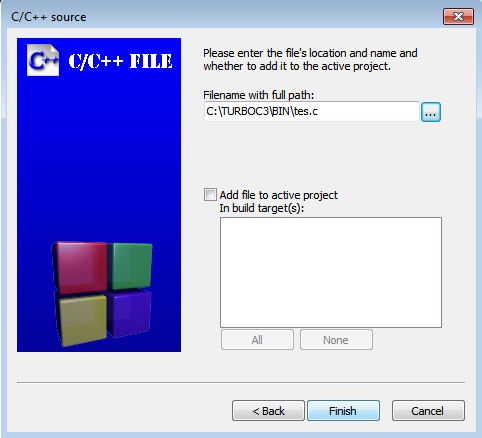 C/C++ source
C++
C/C++ FILE
Please enter the file's location and name and
whether to add it to the active project.
Filename with full path:
C:\TURBOC3\BIN\tes.c
...
Add file to active project
In build target(s):
All
None
< Back
Finish
Cancel